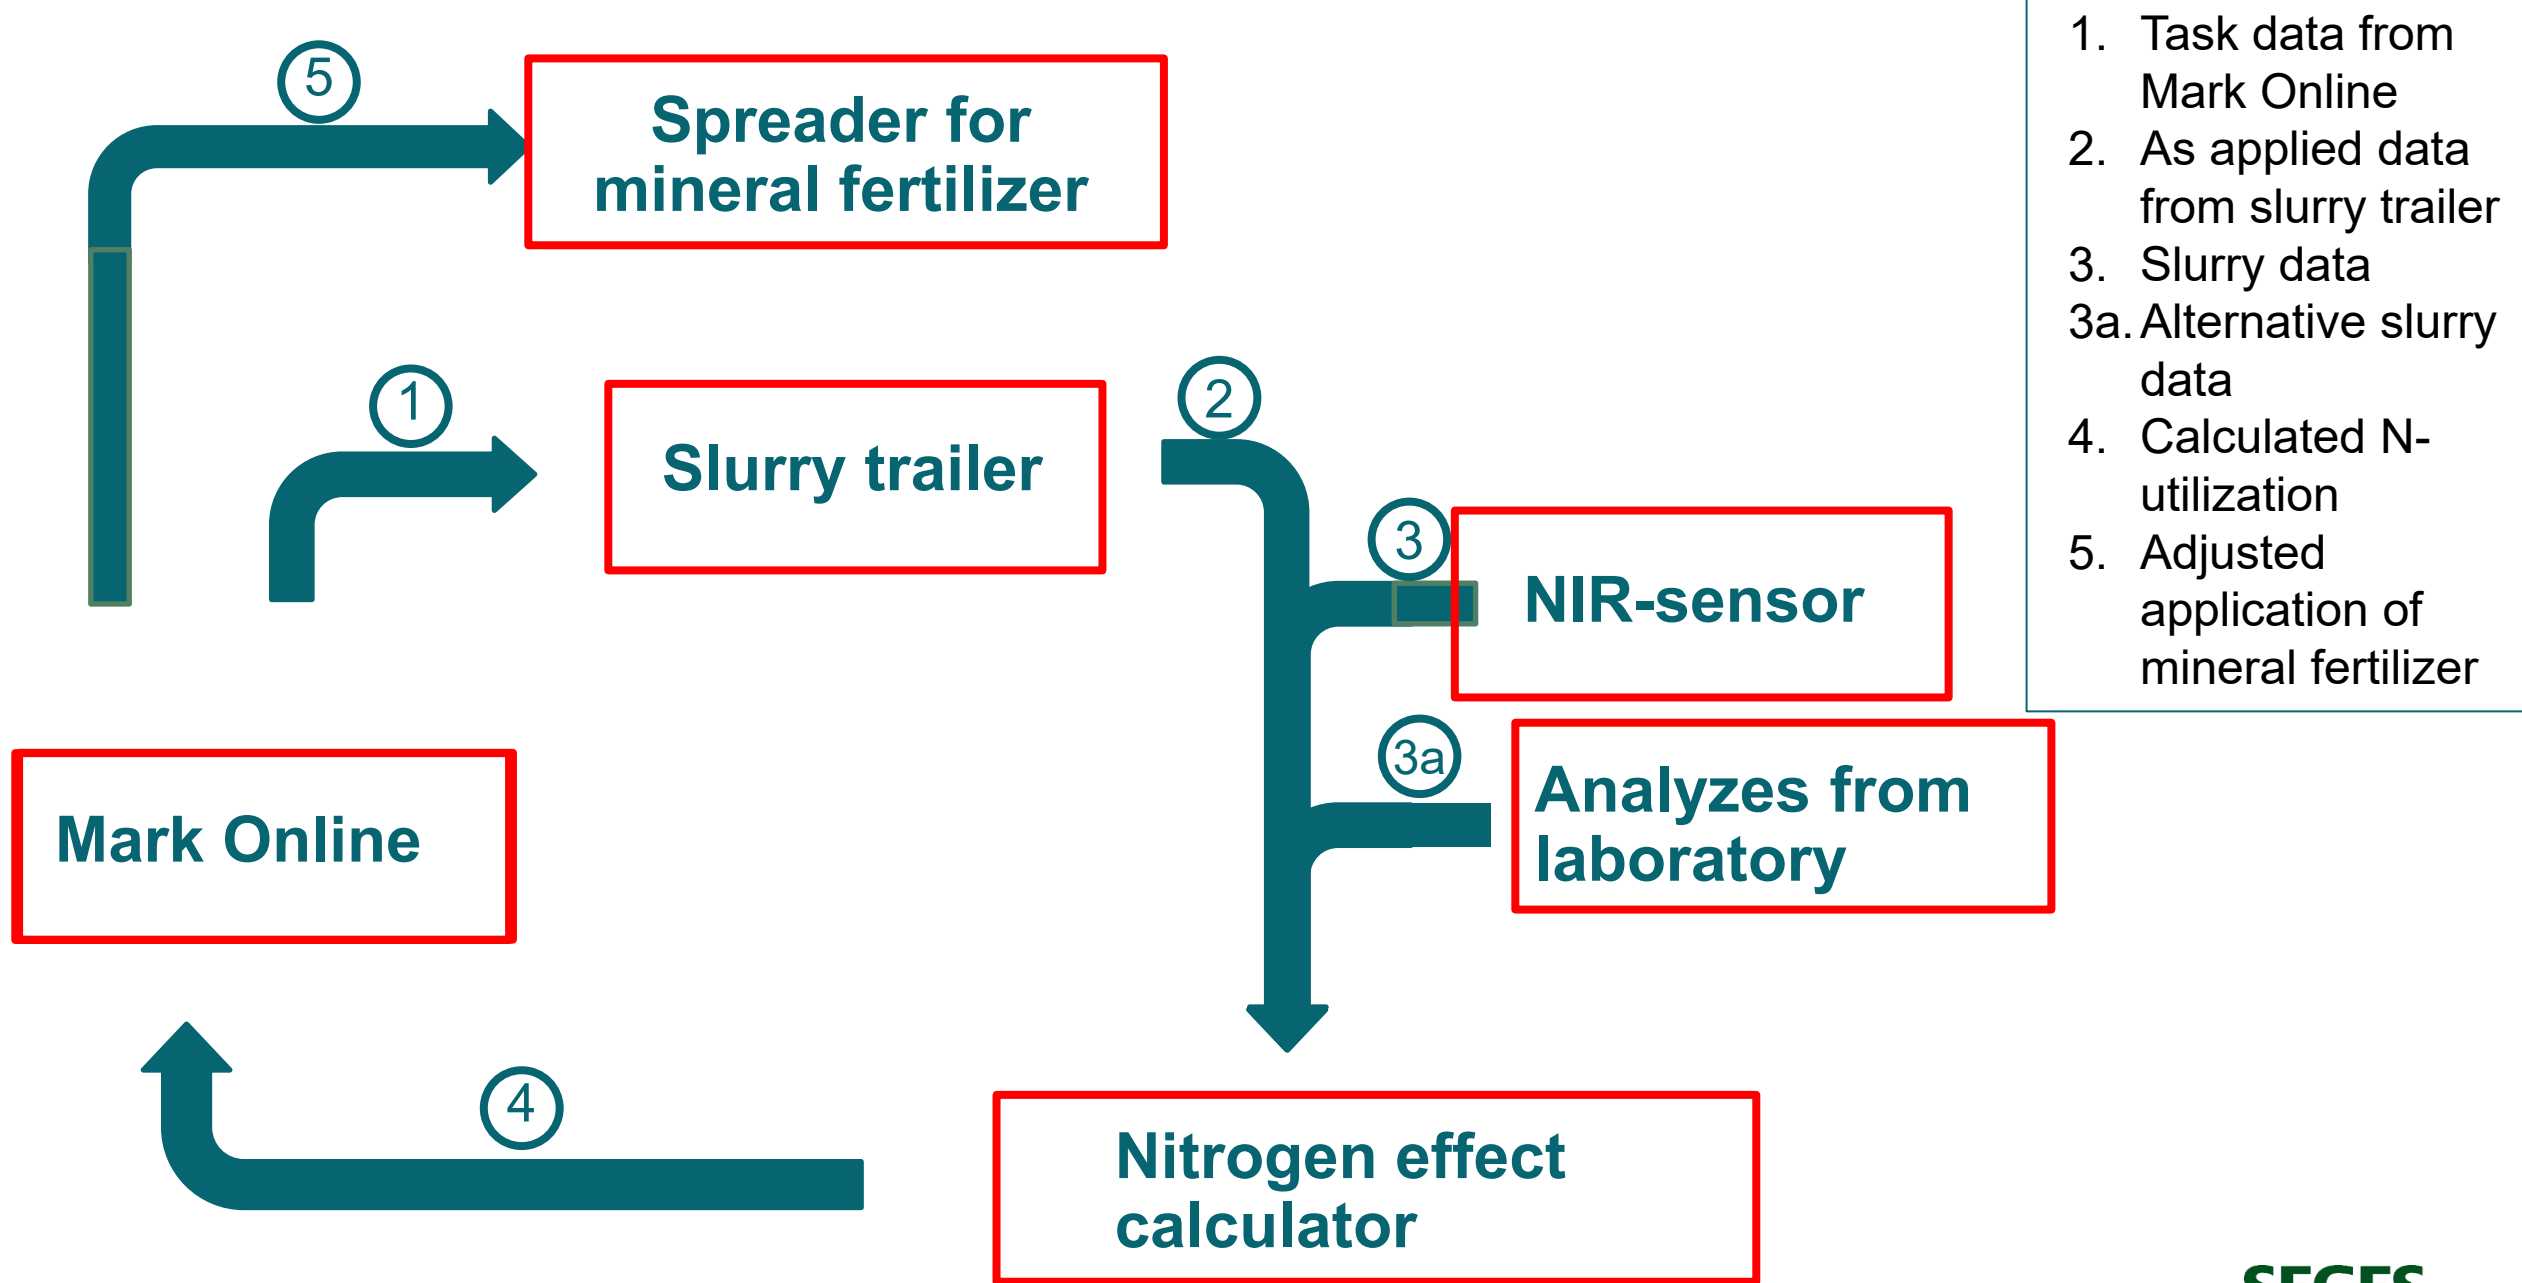 5
Spreader for
mineral fertilizer
1
Slurry trailer
2
3
NIR-sensor
3a
Analyzes from
laboratory
Mark Online
4
Nitrogen effect
calculator
1. Task data from
Mark Online
2. As applied data
from slurry trailer
3. Slurry data
3a. Alternative slurry
data
4. Calculated N-
utilization
5. Adjusted
application of
mineral fertilizer
SEGES